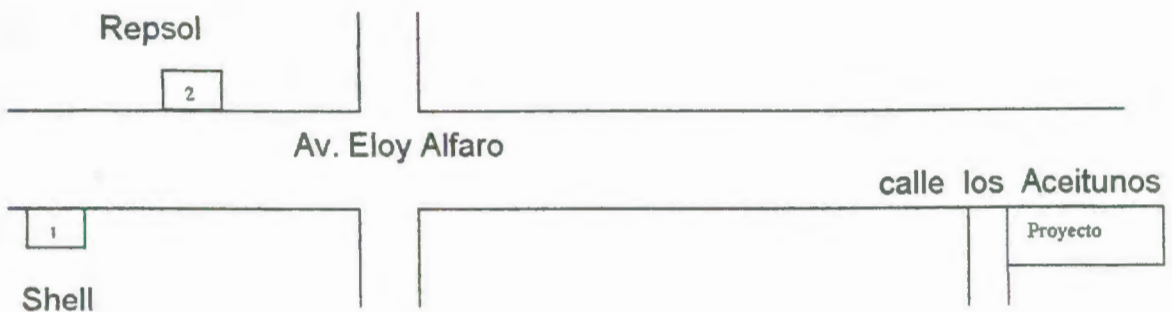 Repsol
2
Av. Eloy Alfaro
calle los Aceitunos
1
Proyecto
Shell